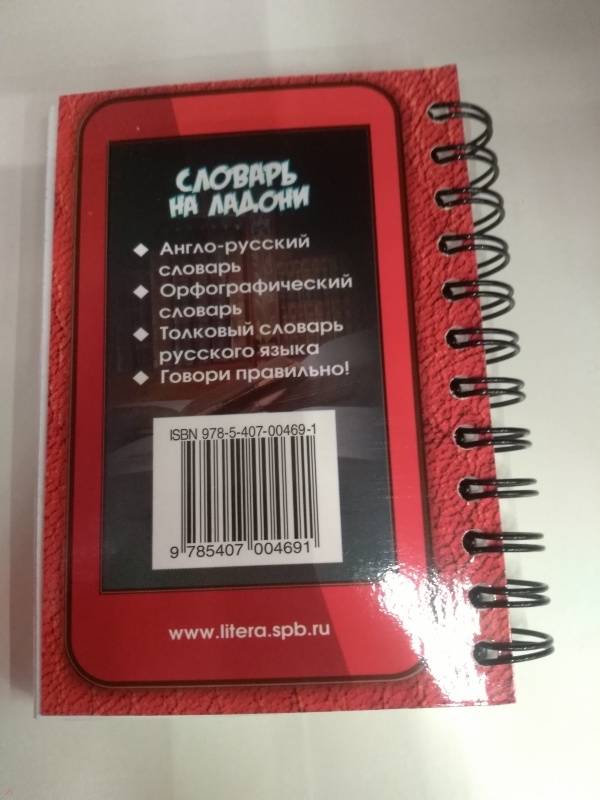 СЛОВАРЬ
НА ЛАДОНИ
◆ Англо-русский
словарь
◆ Орфографический
словарь
◆ Толковый словарь
русского языка
◆ Говори правильно!
ISBN 978-5-407-00469-1
9 785407 004691
www.litera.spb.ru